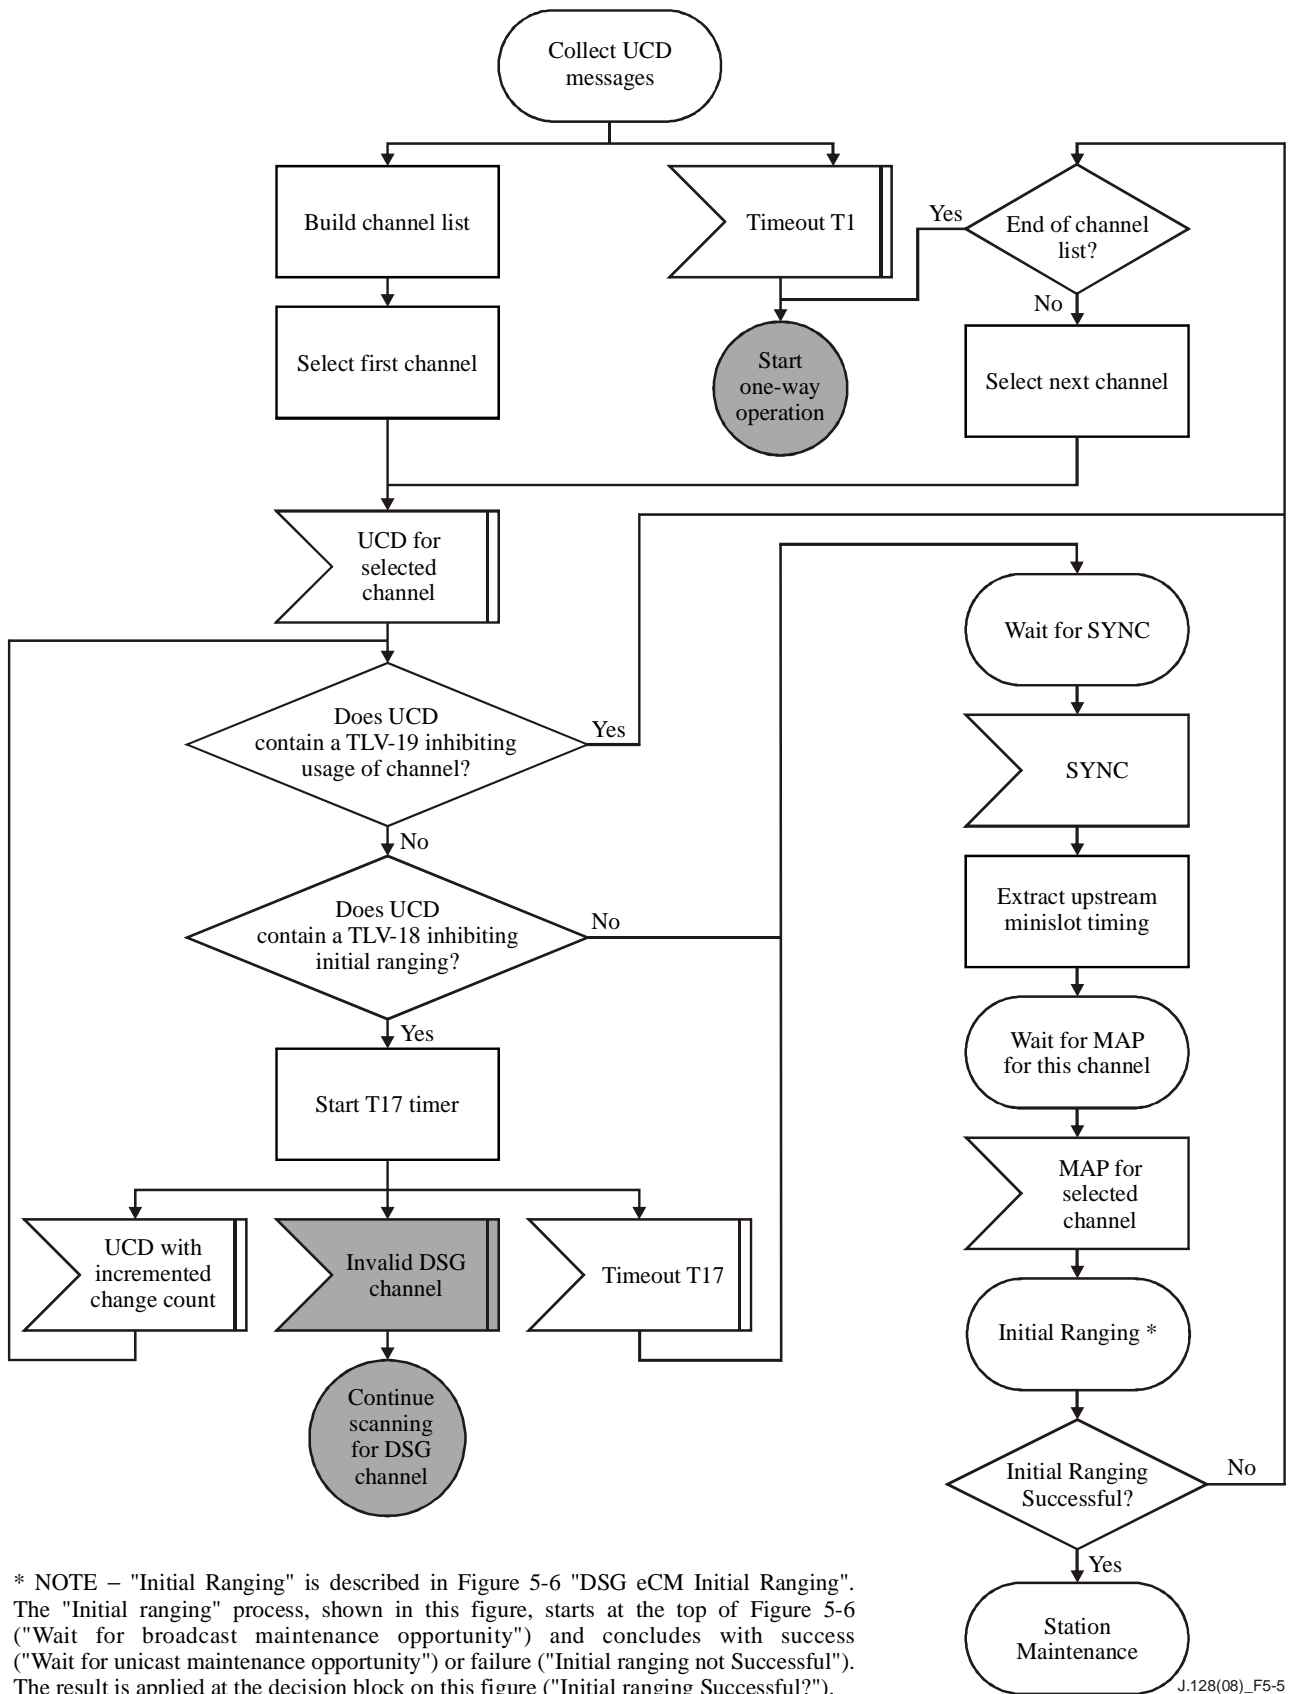 Collect UCD
messages
Build channel list
Timeout T1
Yes
End of channel
list?
No
Select first channel
Start
one-way
operation
Select next channel
UCD for
selected
channel
Wait for SYNC
Does UCD
contain a TLV-19 inhibiting
usage of channel?
Yes
SYNC
No
Does UCD
contain a TLV-18 inhibiting
initial ranging?
No
Extract upstream
minislot timing
Yes
Wait for MAP
for this channel
Start T17 timer
MAP for
selected
channel
UCD with
incremented
change count
Invalid DSG
channel
Timeout T17
Initial Ranging *
Continue
scanning
for DSG
channel
Initial Ranging
Successful?
No
Yes
Station
Maintenance
* NOTE – "Initial Ranging" is described in Figure 5-6 "DSG eCM Initial Ranging".
The "Initial ranging" process, shown in this figure, starts at the top of Figure 5-6
("Wait for broadcast maintenance opportunity") and concludes with success
("Wait for unicast maintenance opportunity") or failure ("Initial ranging not Successful").
The result is applied at the decision block on this figure ("Initial ranging Successful?").
J.128(08)_F5-5